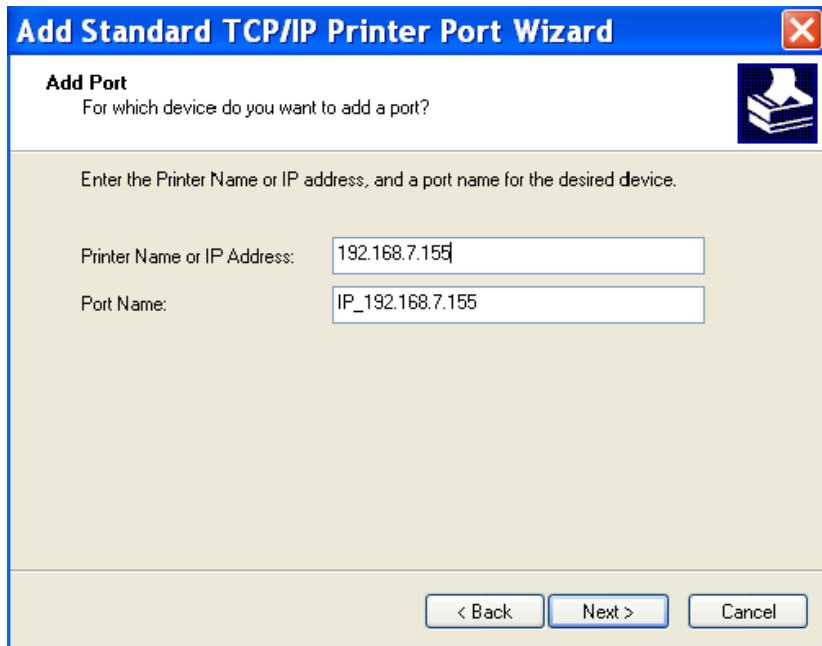 Add Standard TCP/IP Printer Port Wizard
Add Port
For which device do you want to add a port?
Enter the Printer Name or IP address, and a port name for the desired device.
Printer Name or IP Address: 192.168.7.155
Port Name: IP_192.168.7.155
< Back Next > Cancel